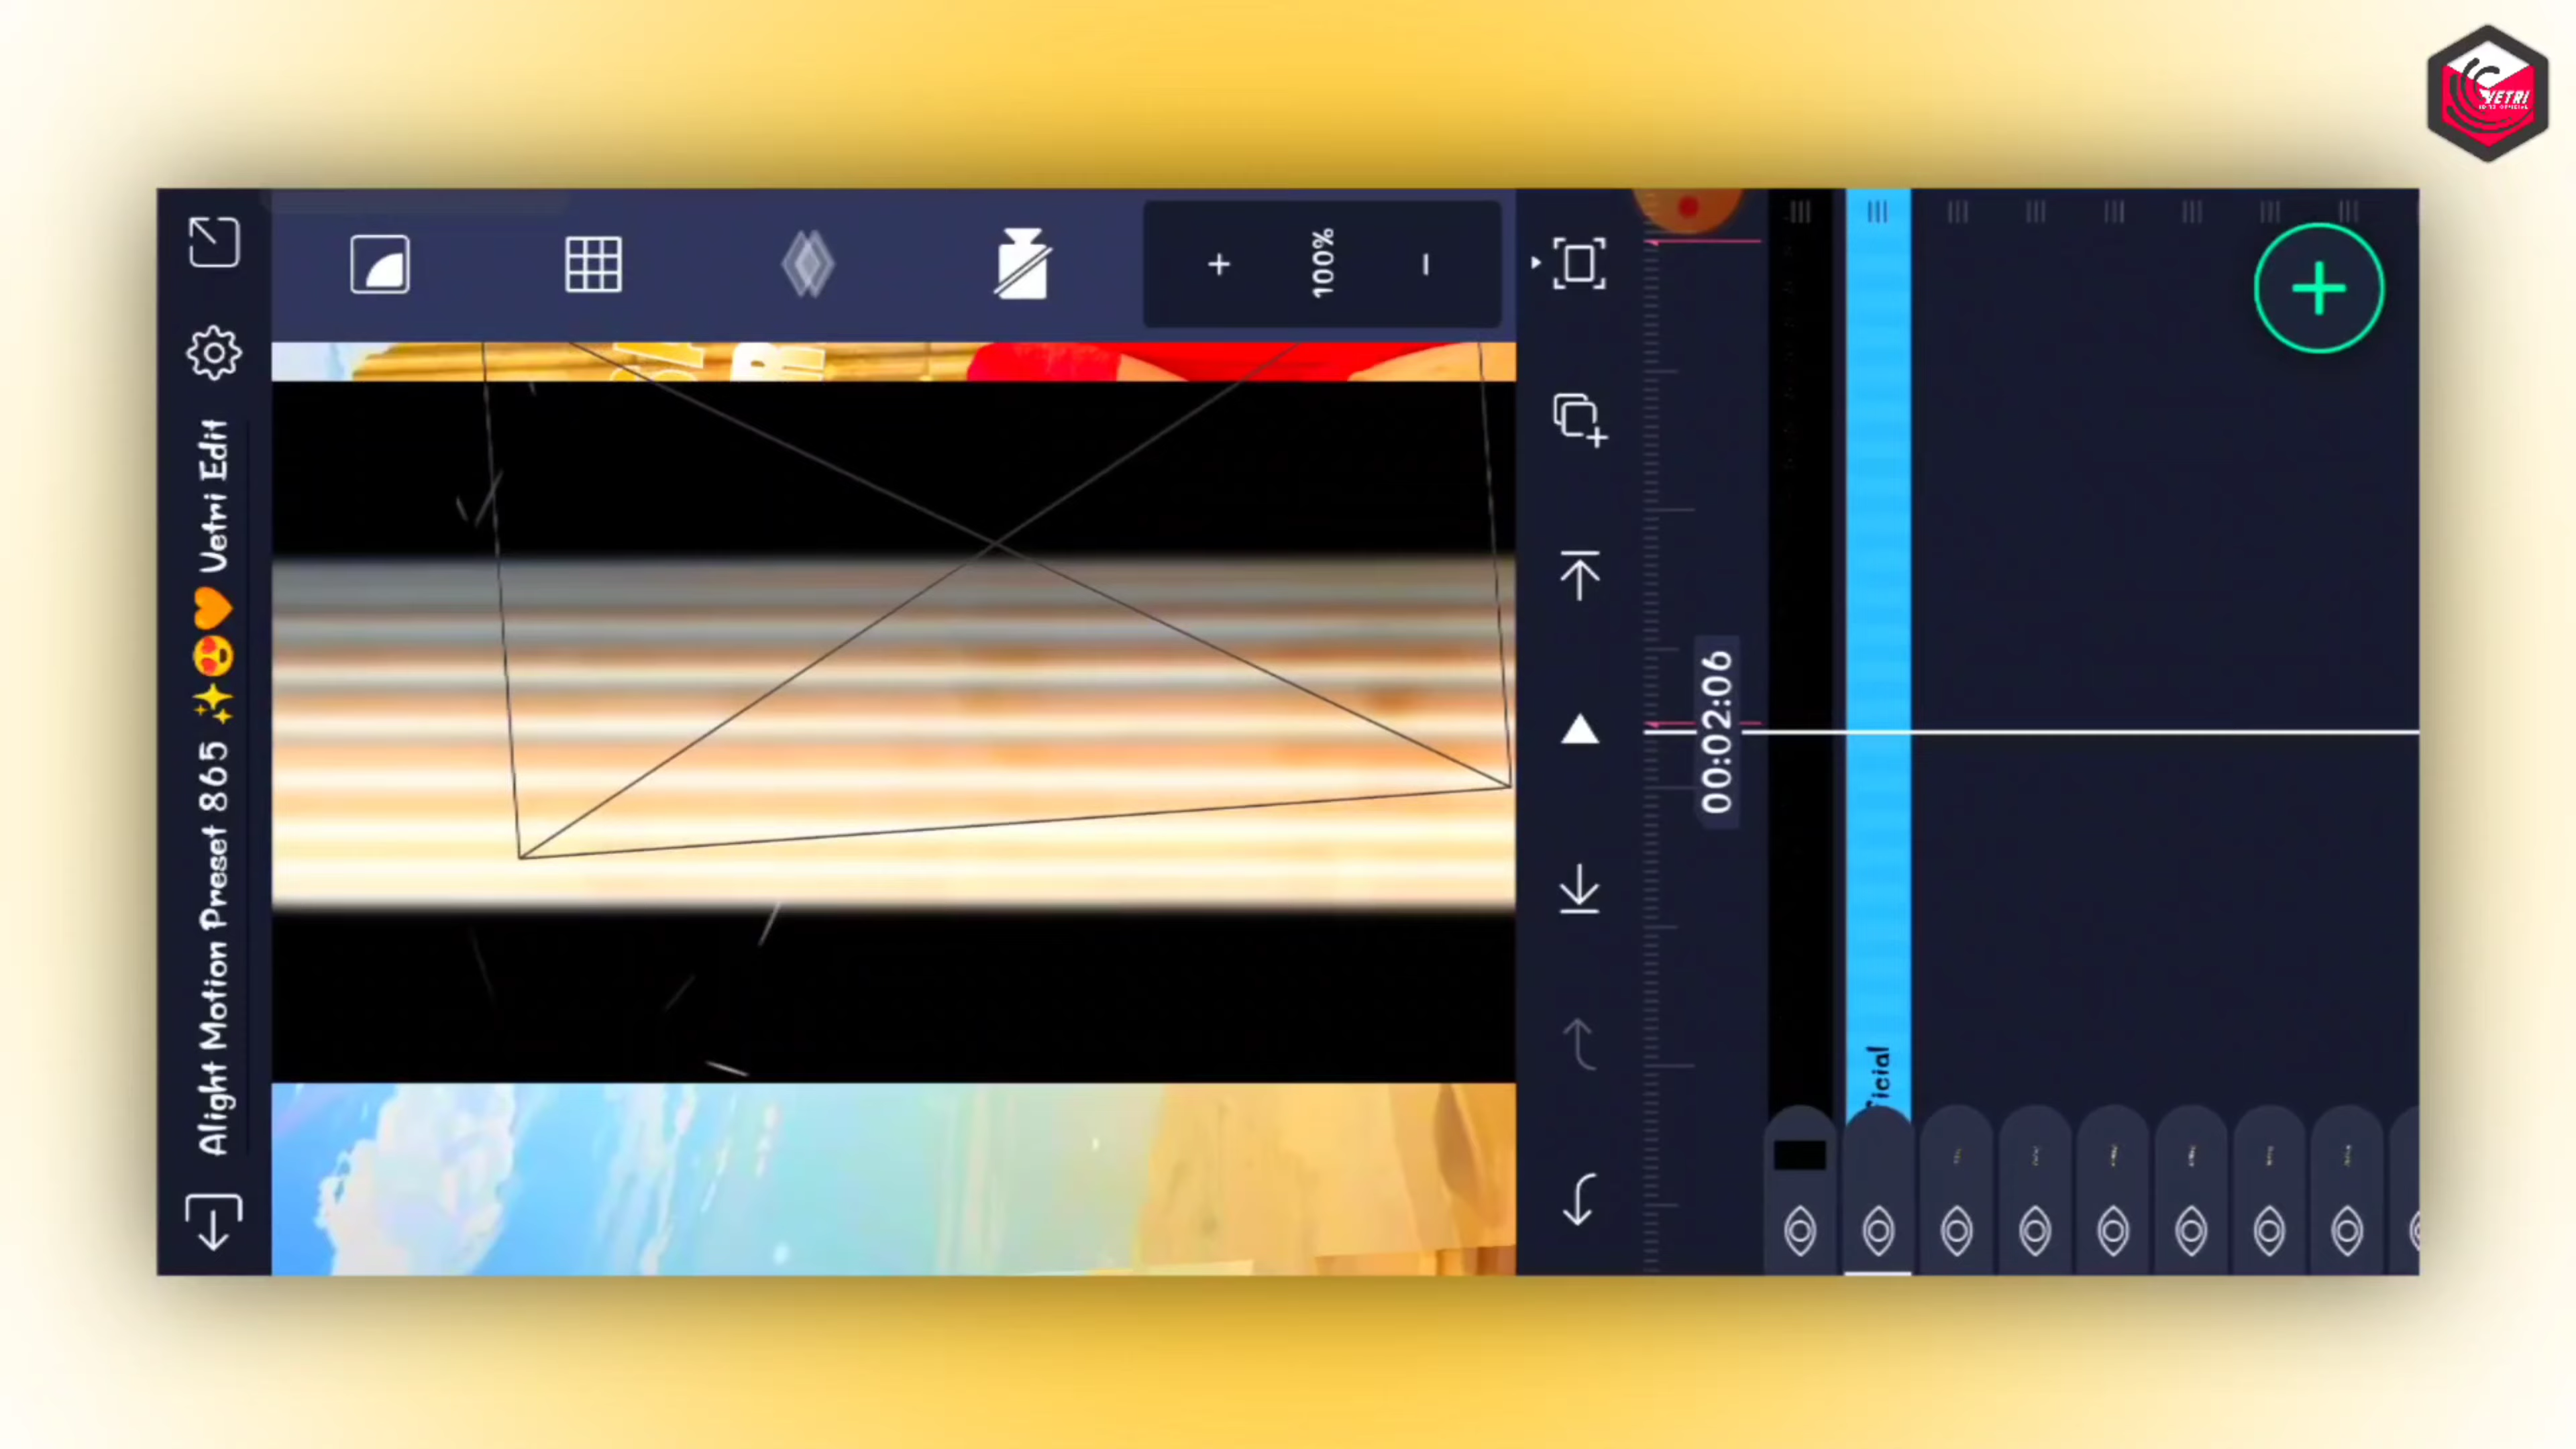 Alight Motion Preset 865 ✨😍🧡 Vetri Edit
100%
00:02:06
ficial
VETRI